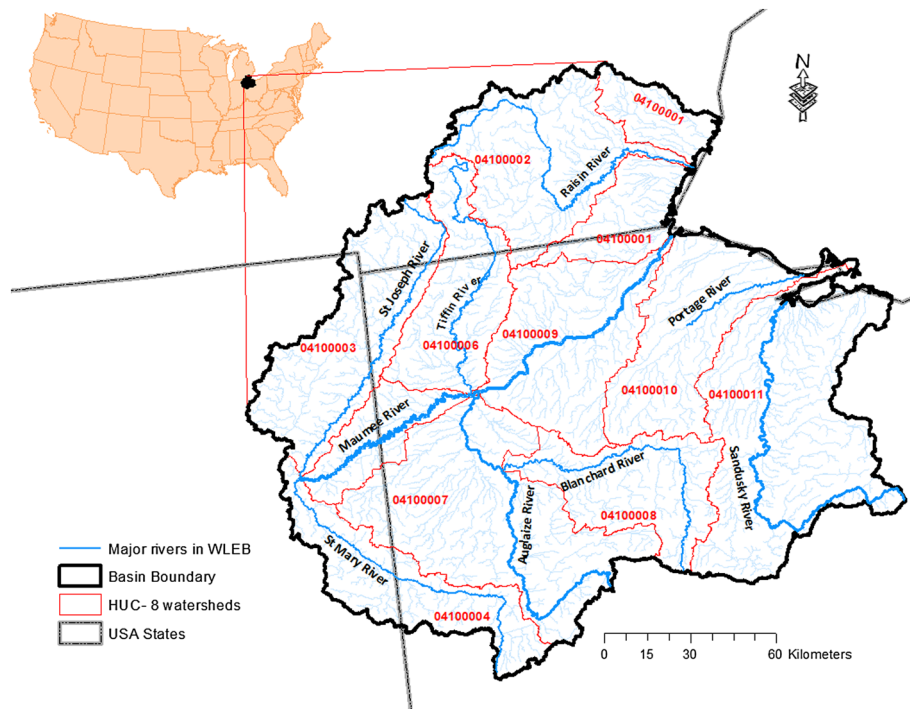 N
04100001
04100002
Raisin River
04100001
St Joseph River
Tiffin River
Portage River
04100009
04100003
04100006
04100010
04100011
Maumee River
Sandusky River
Blanchard River
04100007
Auglaize River
04100008
St Mary River
04100004
Major rivers in WLEB
Basin Boundary
HUC- 8 watersheds
USA States
0 15 30 60 Kilometers